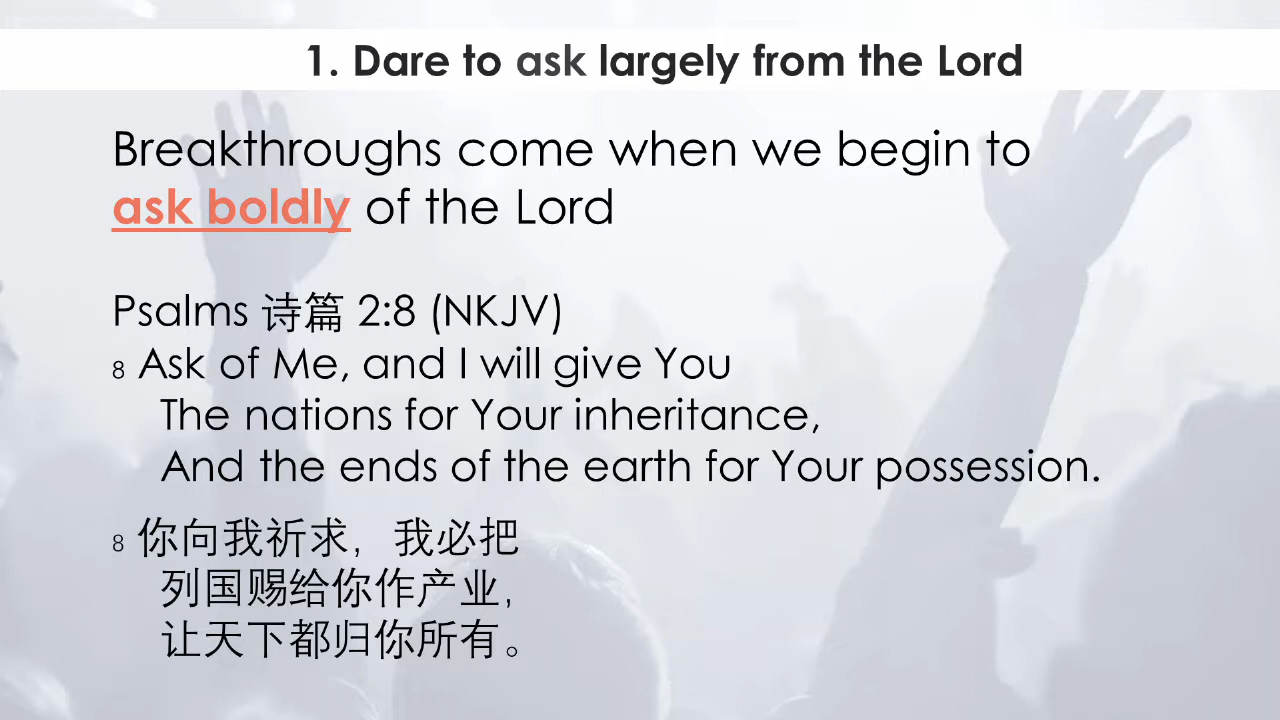 1. Dare to ask largely from the Lord
Breakthroughs come when we begin to
ask boldly of the Lord
Psalms 诗篇 2:8 (NKJV)
8 Ask of Me, and I will give You
The nations for Your inheritance,
And the ends of the earth for Your possession.
8 你向我祈求，我必把
列国赐给你作产业，
让天下都归你所有。